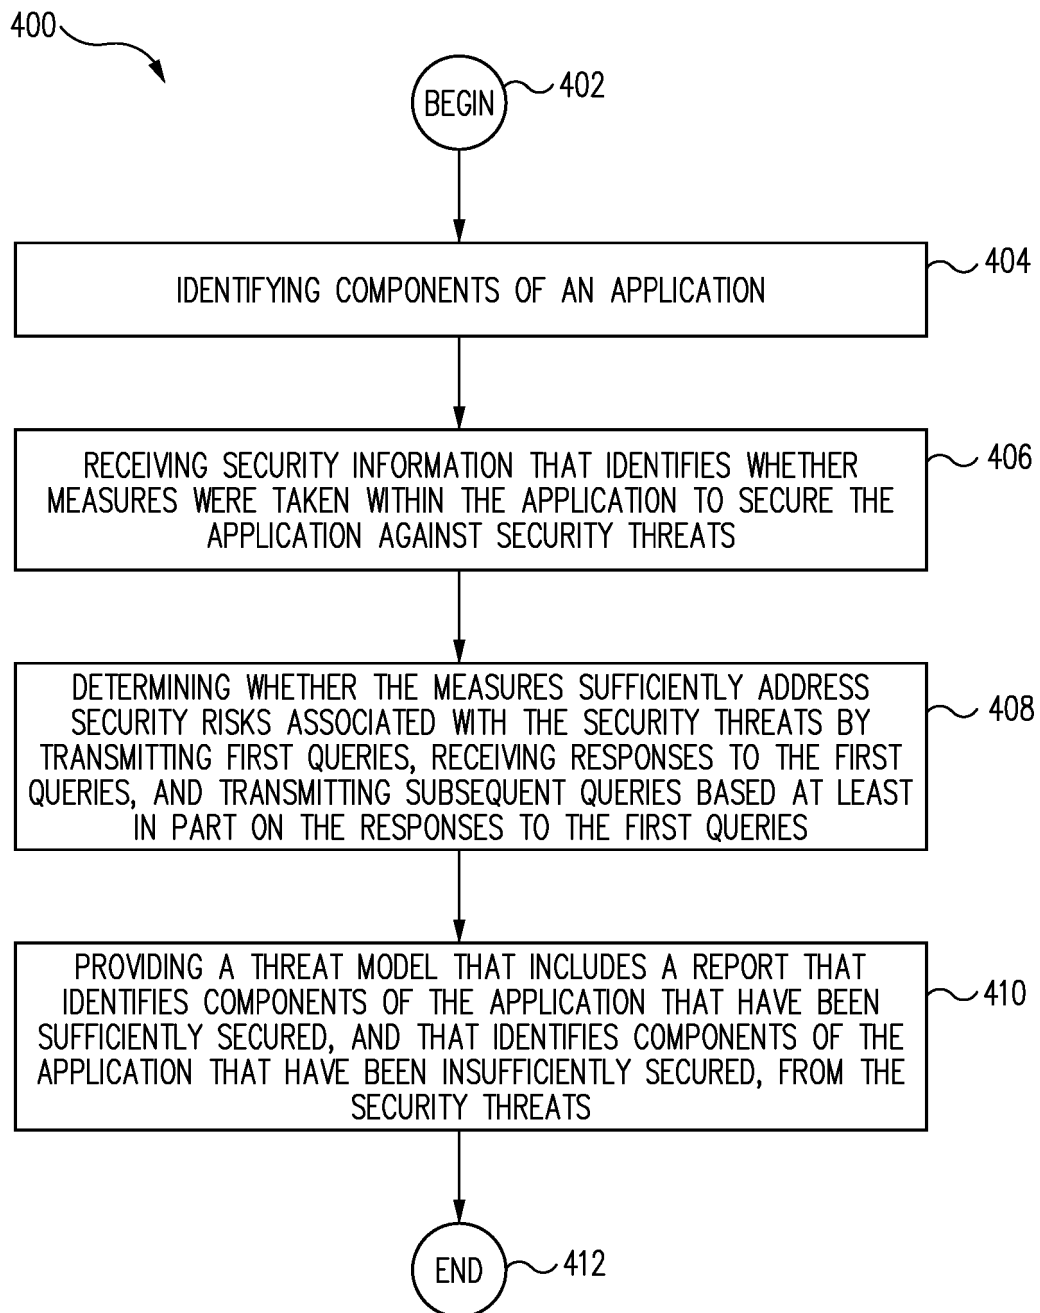 400
BEGIN
402
IDENTIFYING COMPONENTS OF AN APPLICATION
404
RECEIVING SECURITY INFORMATION THAT IDENTIFIES WHETHER
MEASURES WERE TAKEN WITHIN THE APPLICATION TO SECURE THE
APPLICATION AGAINST SECURITY THREATS
406
DETERMINING WHETHER THE MEASURES SUFFICIENTLY ADDRESS
SECURITY RISKS ASSOCIATED WITH THE SECURITY THREATS BY
TRANSMITTING FIRST QUERIES, RECEIVING RESPONSES TO THE FIRST
QUERIES, AND TRANSMITTING SUBSEQUENT QUERIES BASED AT LEAST
IN PART ON THE RESPONSES TO THE FIRST QUERIES
408
PROVIDING A THREAT MODEL THAT INCLUDES A REPORT THAT
IDENTIFIES COMPONENTS OF THE APPLICATION THAT HAVE BEEN
SUFFICIENTLY SECURED, AND THAT IDENTIFIES COMPONENTS OF THE
APPLICATION THAT HAVE BEEN INSUFFICIENTLY SECURED, FROM THE
SECURITY THREATS
410
END
412